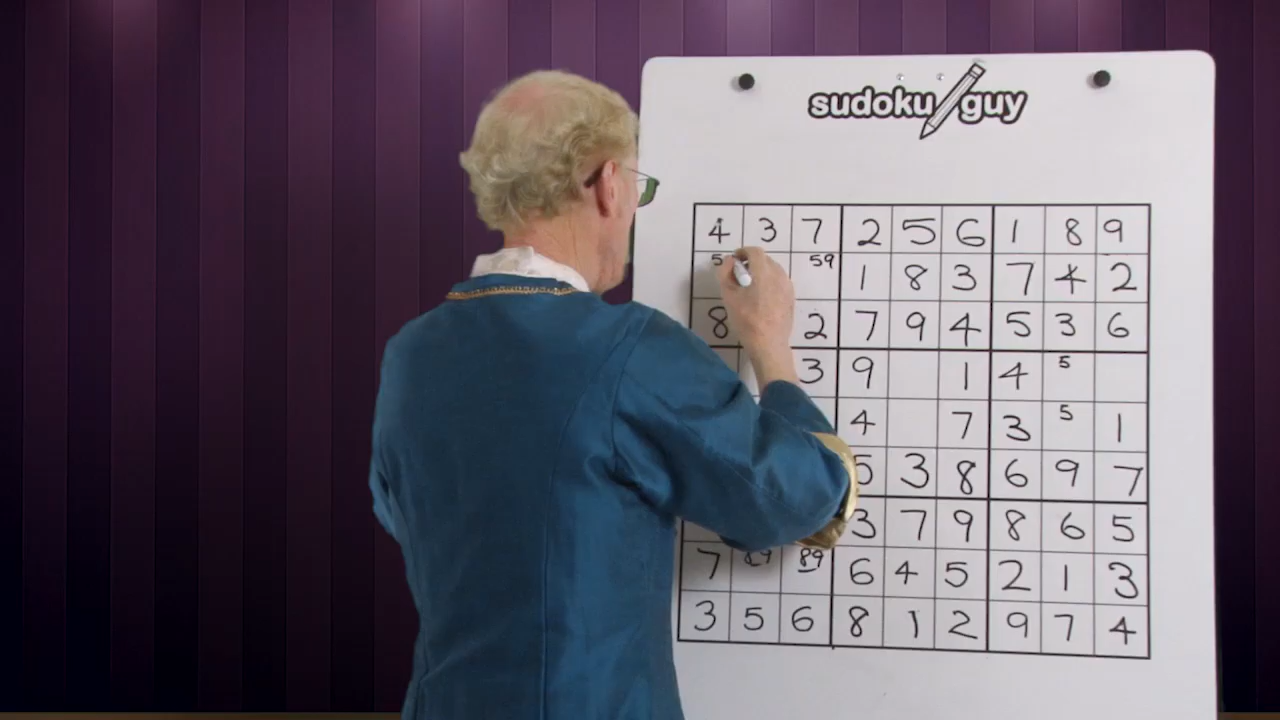 sudoku guy
4 3 7 2 5 6 1 8 9
5 59 1 8 3 7 4 2
8 2 7 9 4 5 3 6
3 9 1 4 5
4 7 3 5 1
5 3 8 6 9 7
3 7 9 8 6 5
7 89 89 6 4 5 2 1 3
3 5 6 8 1 2 9 7 4